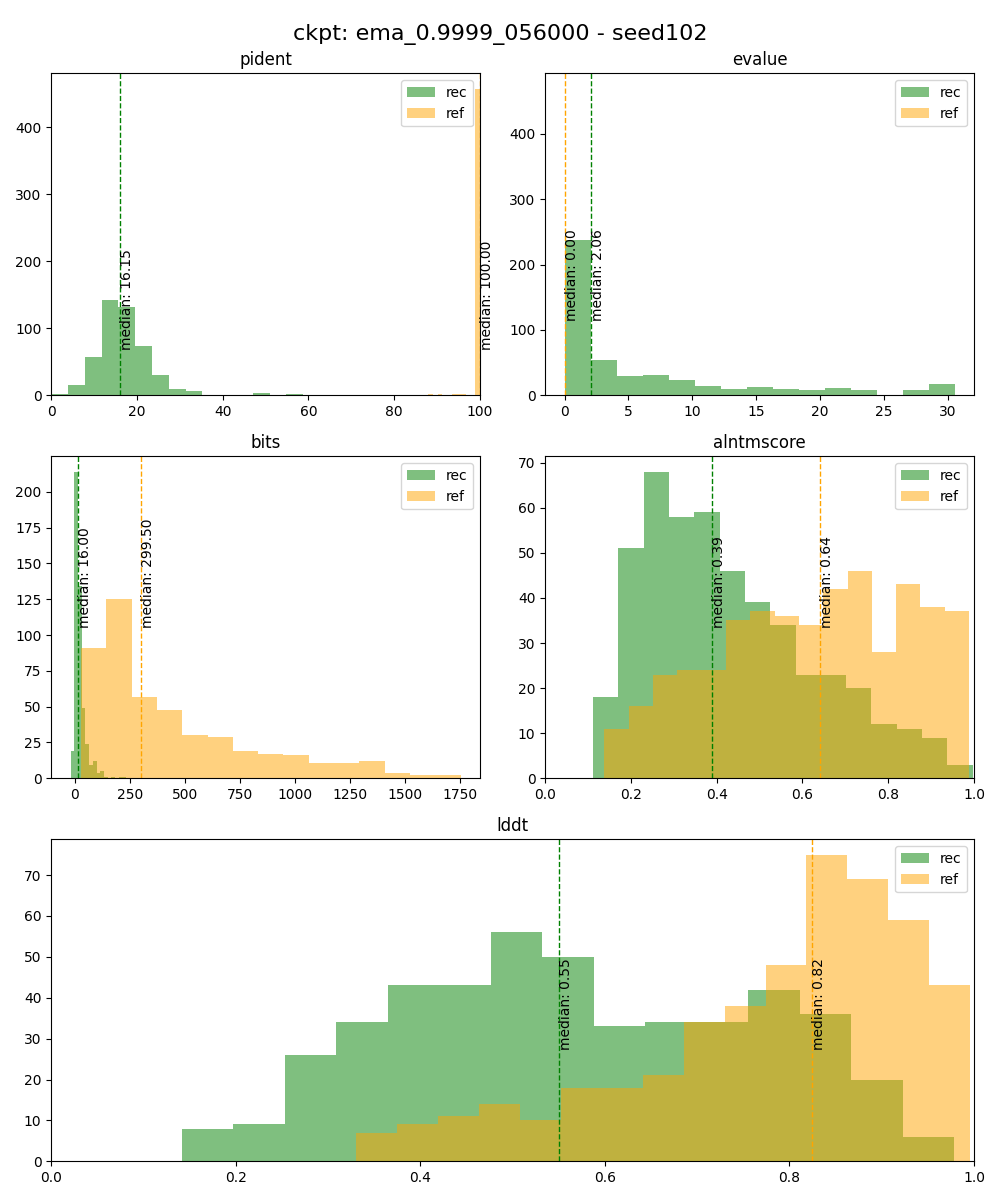 ckpt: ema_0.9999_056000 - seed102
pident
rec
ref
400
300
200
100
0
median: 16.15
median: 100.00
0 20 40 60 80 100
evalue
rec
ref
400
300
200
100
0
median: 0.00
median: 2.06
0 5 10 15 20 25 30
bits
rec
ref
200
175
150
125
100
75
50
25
0
median: 16.00
median: 299.50
0 250 500 750 1000 1250 1500 1750
alntmscore
rec
ref
70
60
50
40
30
20
10
0
median: 0.39
median: 0.64
0.0 0.2 0.4 0.6 0.8 1.0
lddt
rec
ref
70
60
50
40
30
20
10
0
median: 0.55
median: 0.82
0.0 0.2 0.4 0.6 0.8 1.0